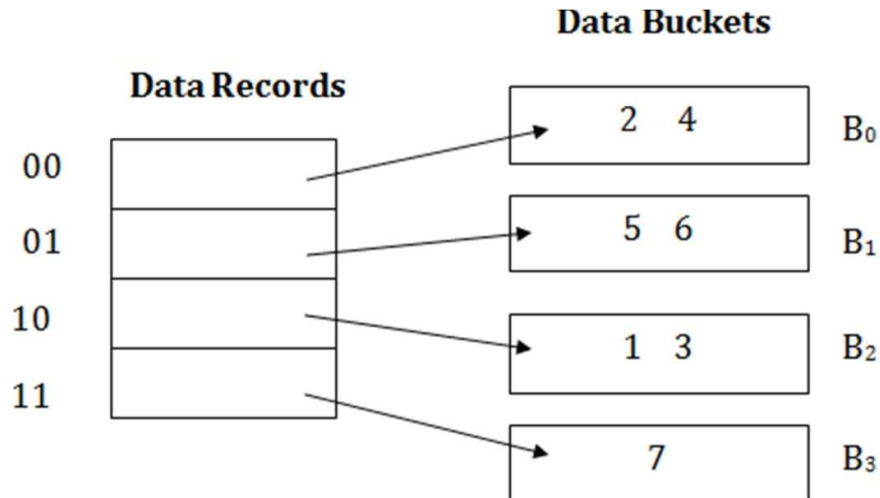 Data Buckets
Data Records
00
2 4
B₀
01
5 6
B₁
10
1 3
B₂
11
7
B₃